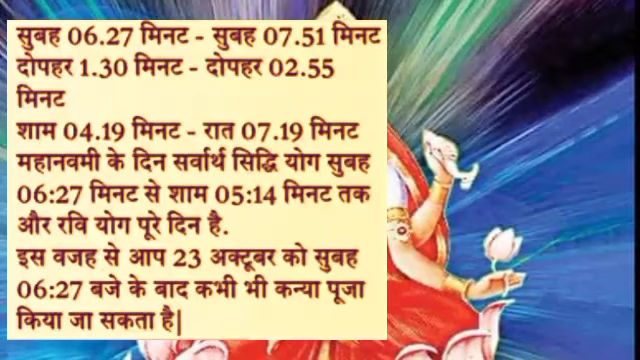 सुबह 06.27 मिनट - सुबह 07.51 मिनट
दोपहर 1.30 मिनट - दोपहर 02.55
मिनट
शाम 04.19 मिनट - रात 07.19 मिनट
महानवमी के दिन सर्वार्थ सिद्धि योग सुबह
06:27 मिनट से शाम 05:14 मिनट तक
और रवि योग पूरे दिन है.
इस वजह से आप 23 अक्टूबर को सुबह
06:27 बजे के बाद कभी भी कन्या पूजा
किया जा सकता है|